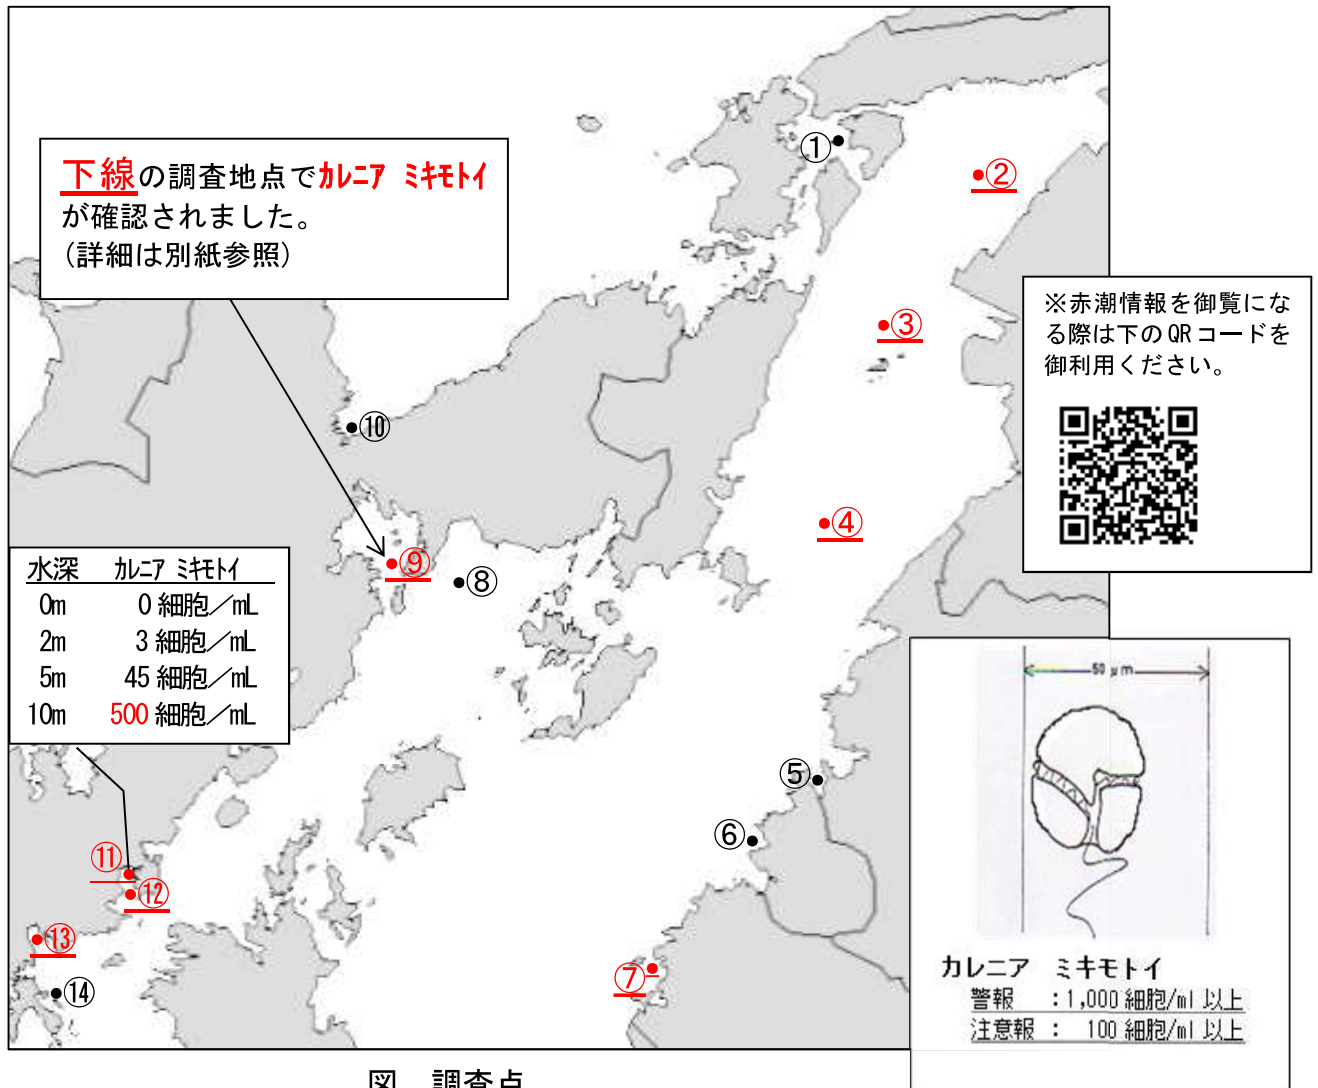 下線の調査地点でカレニア ミキモトイ
が確認されました。
(詳細は別紙参照)
①
②
③
※赤潮情報を御覧にな
る際は下のQRコードを
御利用ください。
⑩
④
⑨
⑧
水深 カレニア ミキモトイ
0m 0 細胞/mL
2m 3 細胞/mL
5m 45 細胞/mL
10m 500 細胞/mL
50 μm
⑤
⑥
⑪
⑫
⑬
⑭
⑦
カレニア ミキモトイ
警報 :1,000 細胞/ml 以上
注意報 : 100 細胞/ml 以上
図 調査点